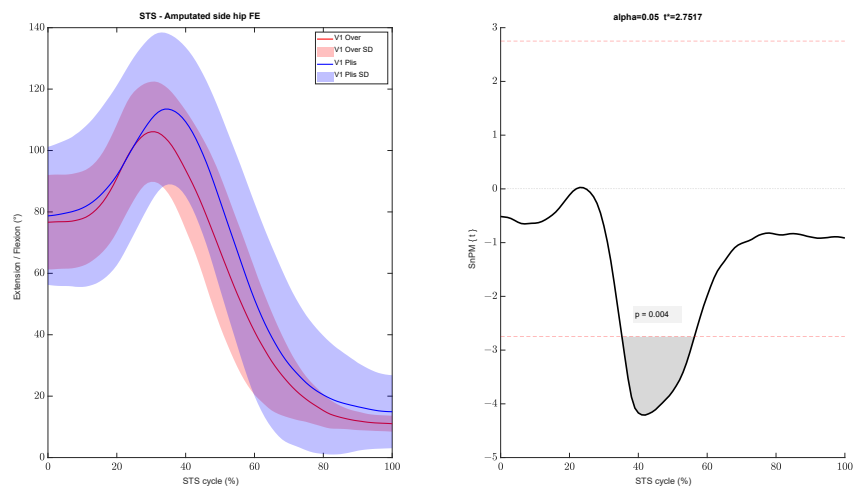 STS - Amputated side hip FE
140
120
100
80
60
40
20
0
0 20 40 60 80 100
Extension / Flexion (°)
STS cycle (%)
V1 Over
V1 Over SD
V1 Plis
V1 Plis SD
alpha=0.05 t*=2.7517
3
2
1
0
−1
−2
−3
−4
−5
0 20 40 60 80 100
SnPM { t }
STS cycle (%)
p = 0.004